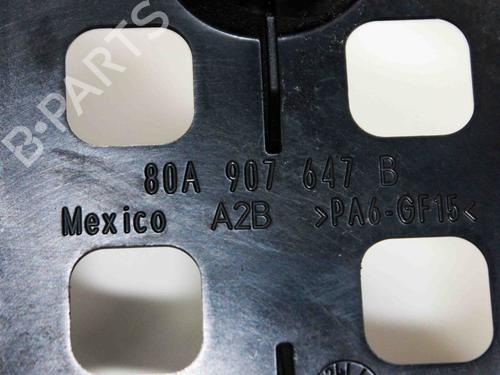 B-PARTS
80A 907 647 B
Mexico A2B >PA6-GF15<